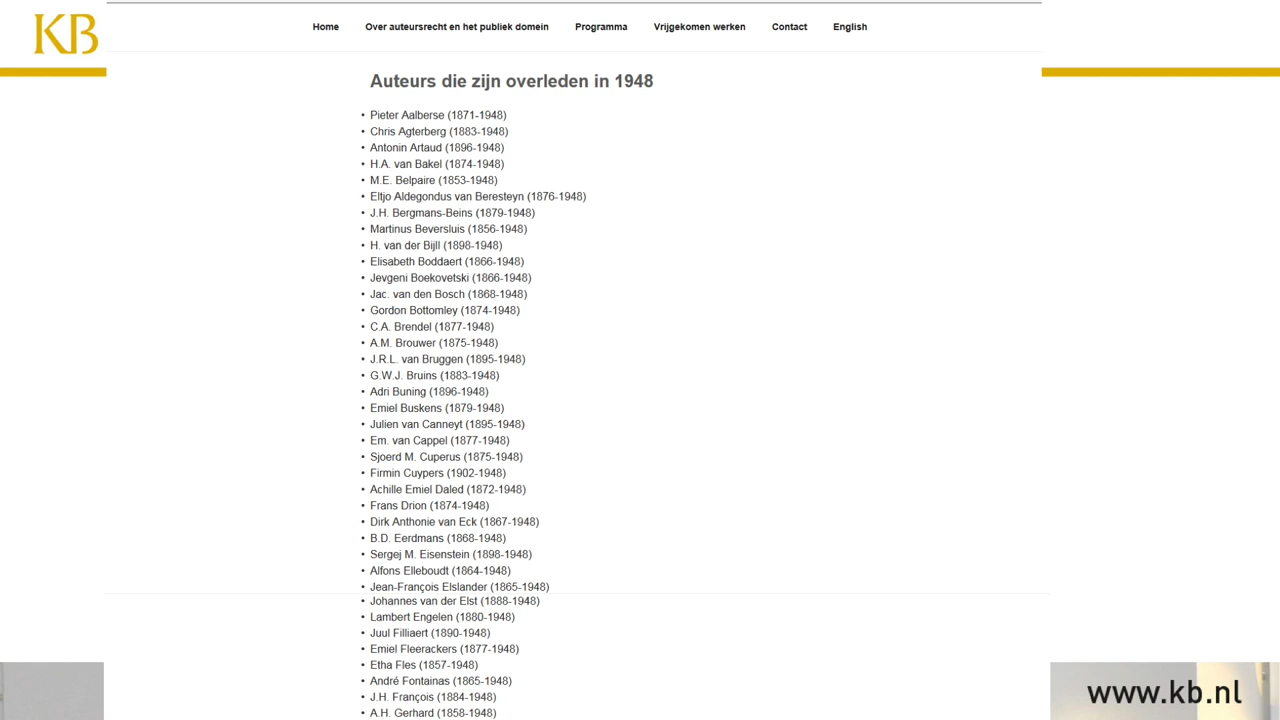 KB
Home Over auteursrecht en het publiek domein Programma Vrijgekomen werken Contact English
Auteurs die zijn overleden in 1948
• Pieter Aalberse (1871-1948)
• Chris Agterberg (1883-1948)
• Antonin Artaud (1896-1948)
• H.A. van Bakel (1874-1948)
• M.E. Belpaire (1853-1948)
• Eltjo Aldegondus van Beresteyn (1876-1948)
• J.H. Bergmans-Beins (1879-1948)
• Martinus Beversluis (1856-1948)
• H. van der Bijll (1898-1948)
• Elisabeth Boddaert (1866-1948)
• Jevgeni Boekovetski (1866-1948)
• Jac. van den Bosch (1868-1948)
• Gordon Bottomley (1874-1948)
• C.A. Brendel (1877-1948)
• A.M. Brouwer (1875-1948)
• J.R.L. van Bruggen (1895-1948)
• G.W.J. Bruins (1883-1948)
• Adri Buning (1896-1948)
• Emiel Buskens (1879-1948)
• Julien van Canneyt (1895-1948)
• Em. van Cappel (1877-1948)
• Sjoerd M. Cuperus (1875-1948)
• Firmin Cuypers (1902-1948)
• Achille Emiel Daled (1872-1948)
• Frans Drion (1874-1948)
• Dirk Anthonie van Eck (1867-1948)
• B.D. Eerdmans (1868-1948)
• Sergej M. Eisenstein (1898-1948)
• Alfons Elleboudt (1864-1948)
• Jean-François Elslander (1865-1948)
• Johannes van der Elst (1888-1948)
• Lambert Engelen (1880-1948)
• Juul Filliaert (1890-1948)
• Emiel Fleerackers (1877-1948)
• Etha Fles (1857-1948)
• André Fontainas (1865-1948)
• J.H. François (1884-1948)
• A.H. Gerhard (1858-1948)
www.kb.nl